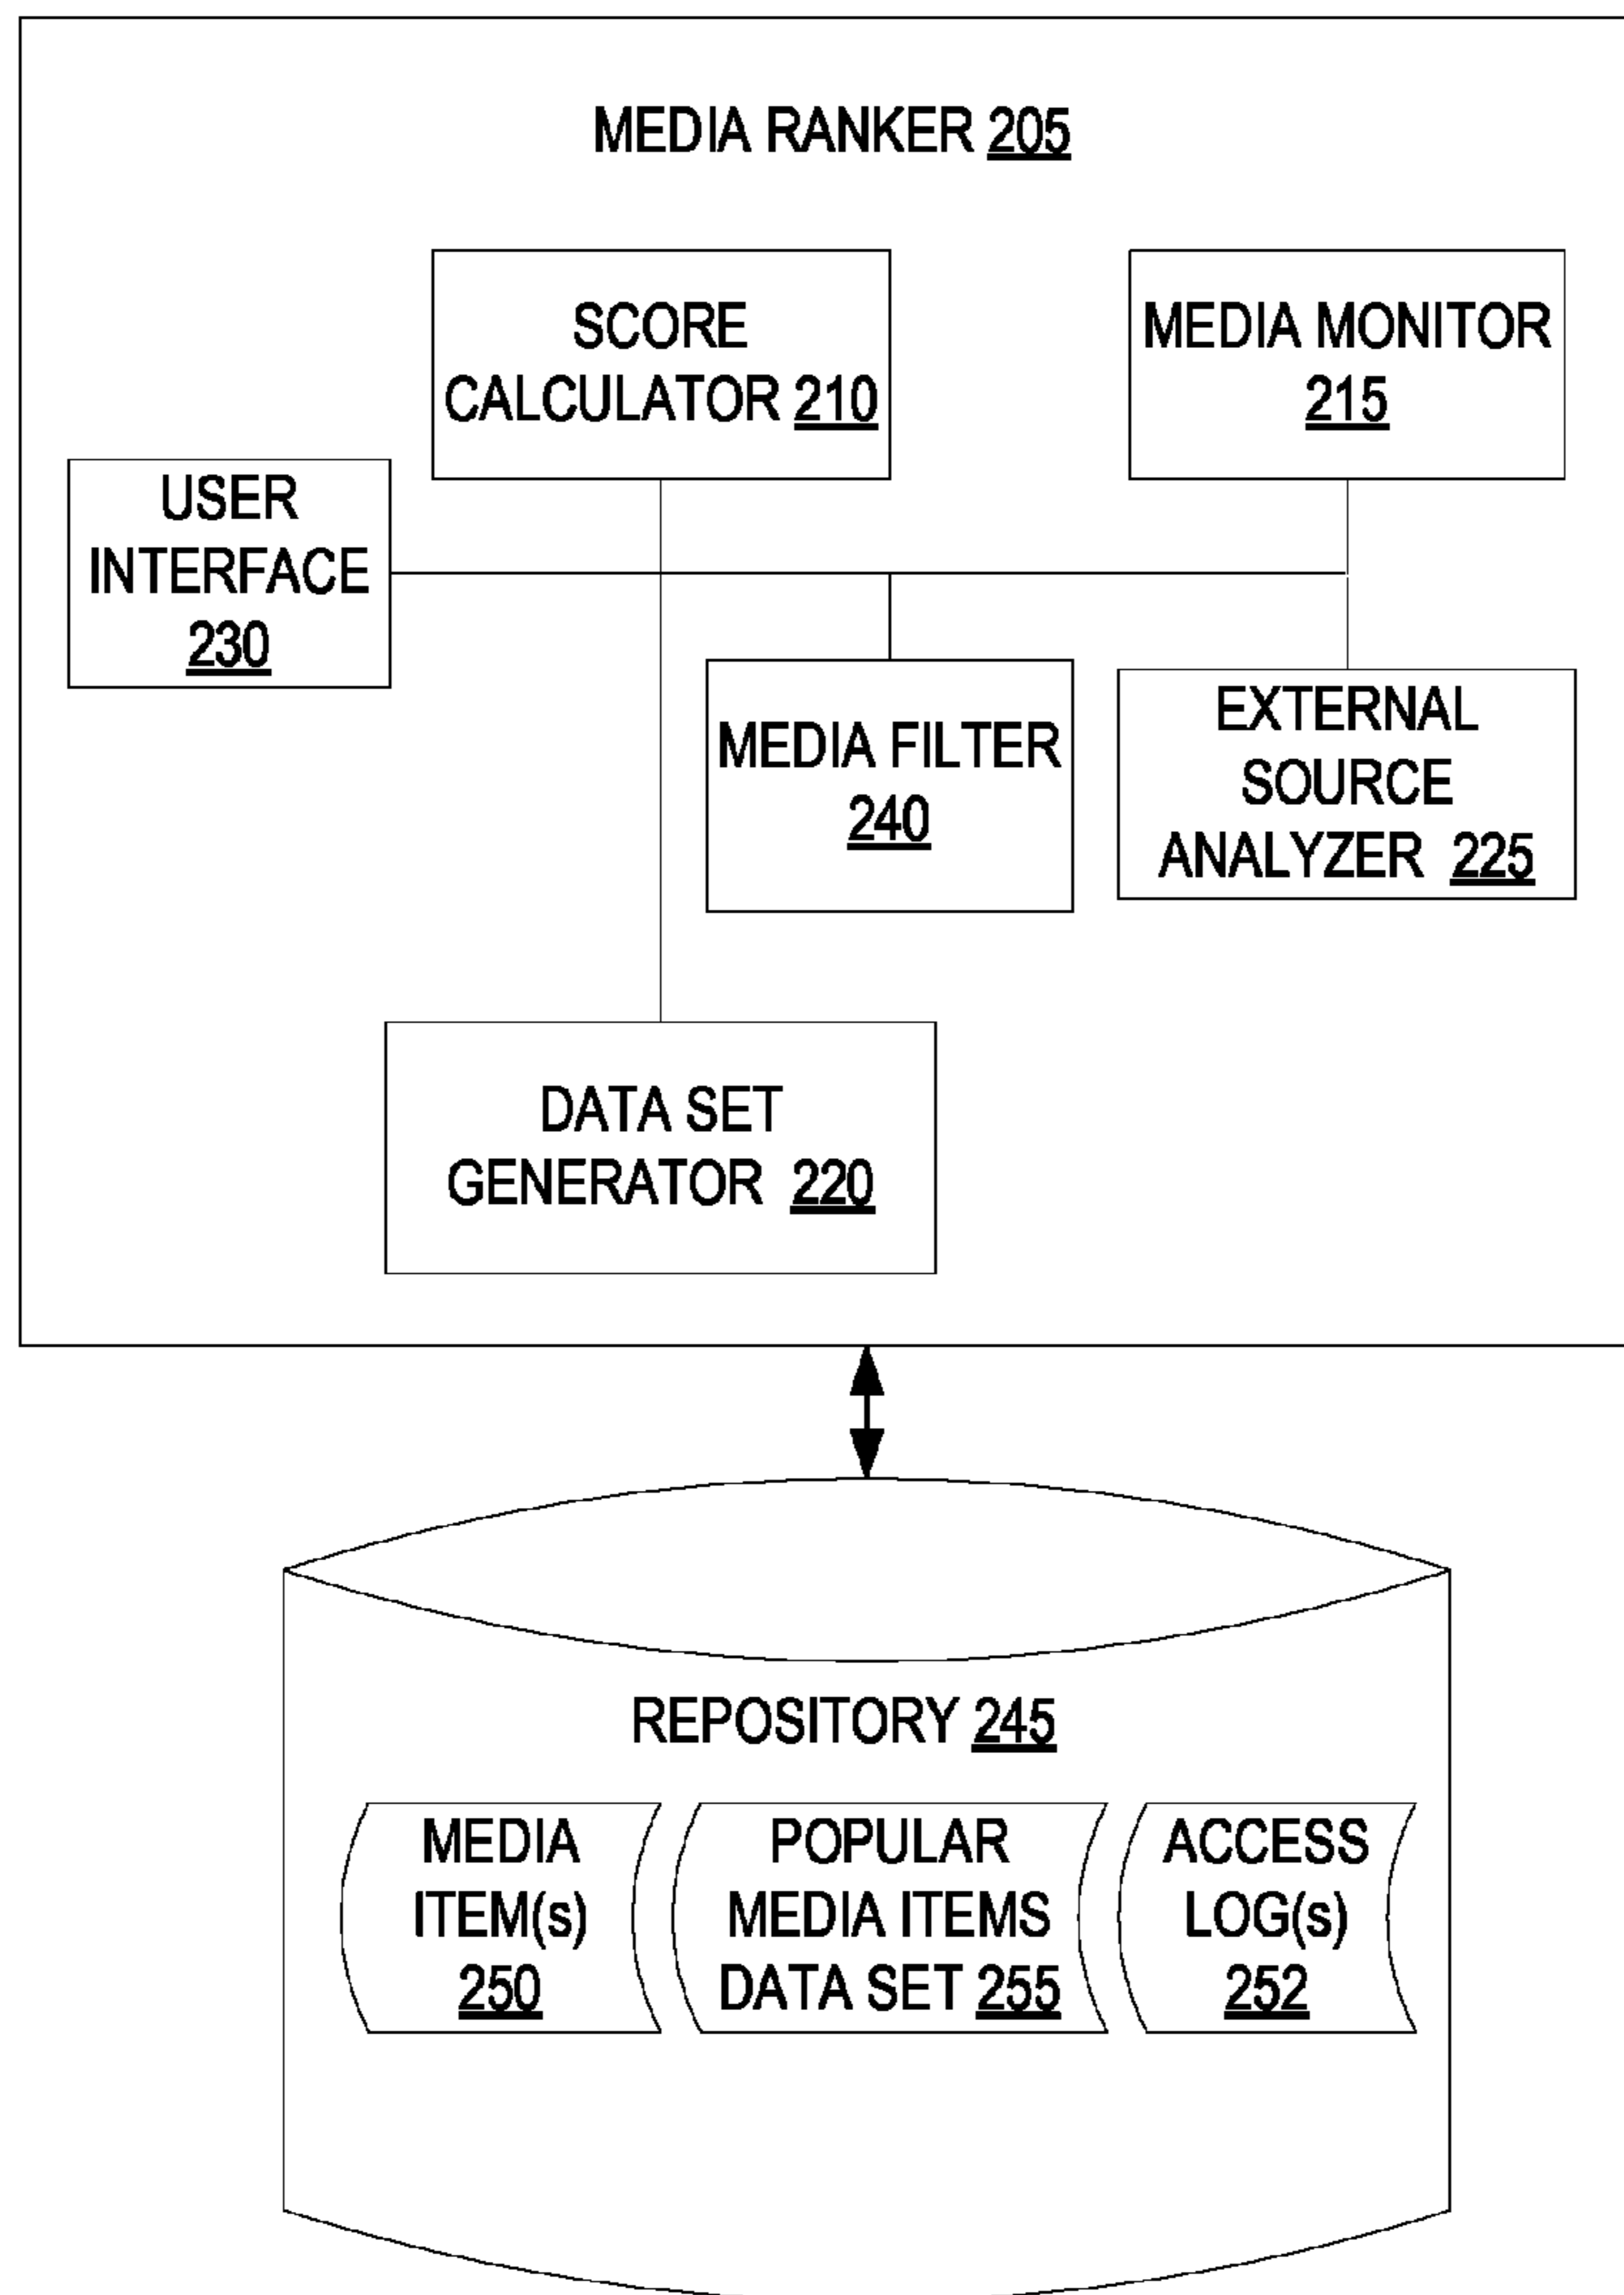 MEDIA RANKER 205
SCORE
CALCULATOR 210
MEDIA MONITOR
215
USER
INTERFACE
230
MEDIA FILTER
240
EXTERNAL
SOURCE
ANALYZER 225
DATA SET
GENERATOR 220
REPOSITORY 245
MEDIA
ITEM(s)
250
POPULAR
MEDIA ITEMS
DATA SET 255
ACCESS
LOG(s)
252